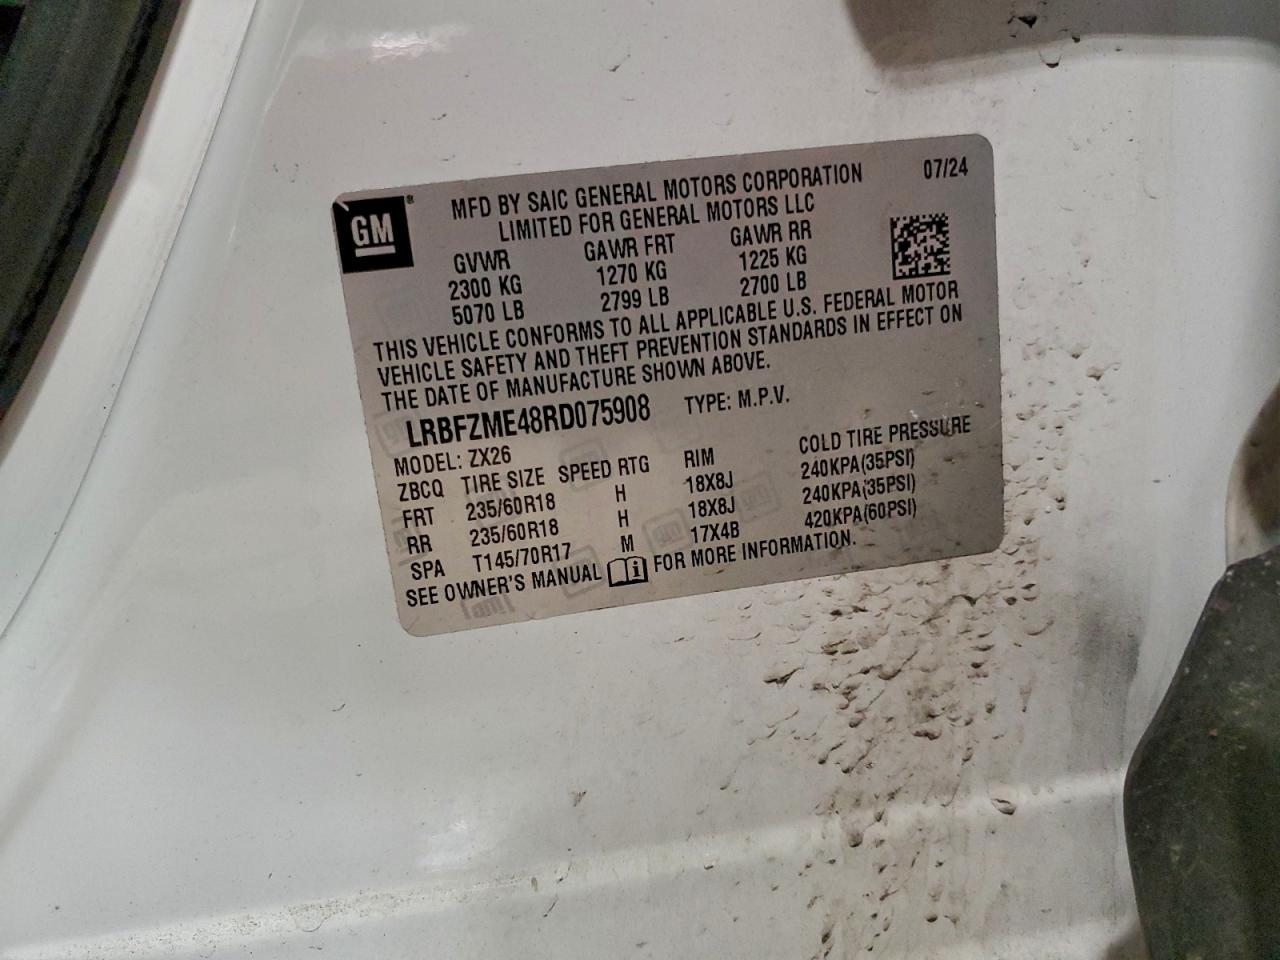 GM ® MFD BY SAIC GENERAL MOTORS CORPORATION 07/24
LIMITED FOR GENERAL MOTORS LLC
GVWR GAWR FRT GAWR RR
2300 KG 1270 KG 1225 KG
5070 LB 2799 LB 2700 LB
THIS VEHICLE CONFORMS TO ALL APPLICABLE U.S. FEDERAL MOTOR
VEHICLE SAFETY AND THEFT PREVENTION STANDARDS IN EFFECT ON
THE DATE OF MANUFACTURE SHOWN ABOVE.
LRBFZME48RD075908 TYPE: M.P.V.
MODEL: ZX26
ZBCQ TIRE SIZE SPEED RTG RIM COLD TIRE PRESSURE
FRT 235/60R18 H 18X8J 240KPA(35PSI)
RR 235/60R18 H 18X8J 240KPA(35PSI)
SPA T145/70R17 M 17X4B 420KPA(60PSI)
SEE OWNER'S MANUAL FOR MORE INFORMATION.